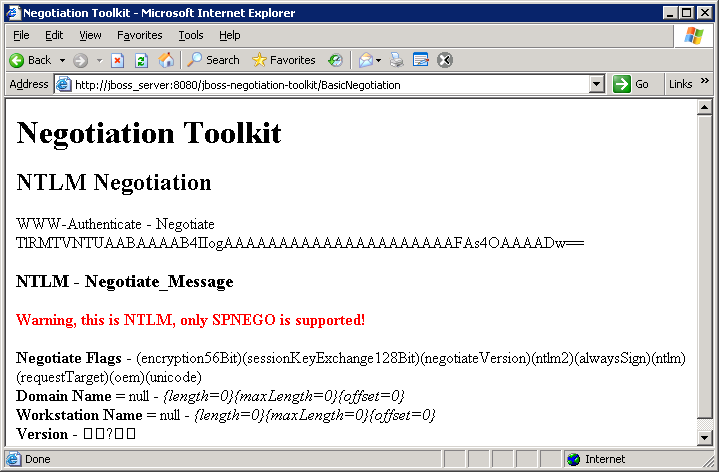 Negotiation Toolkit - Microsoft Internet Explorer
File Edit View Favorites Tools Help
Back Search Favorites
Address http://jboss_server:8080/jboss-negotiation-toolkit/BasicNegotiation Go Links »
Negotiation Toolkit
NTLM Negotiation
WWW-Authenticate - Negotiate
TlRMTVNTUAABAAAAB4IIogAAAAAAAAAAAAAAAAAAAAAFAs4OAAAADw==
NTLM - Negotiate_Message
Warning, this is NTLM, only SPNEGO is supported!
Negotiate Flags - (encryption56Bit)(sessionKeyExchange128Bit)(negotiateVersion)(ntlm2)(alwaysSign)(ntlm)
(requestTarget)(oem)(unicode)
Domain Name = null - {length=0}{maxLength=0}{offset=0}
Workstation Name = null - {length=0}{maxLength=0}{offset=0}
Version - □□?□□
Done Internet